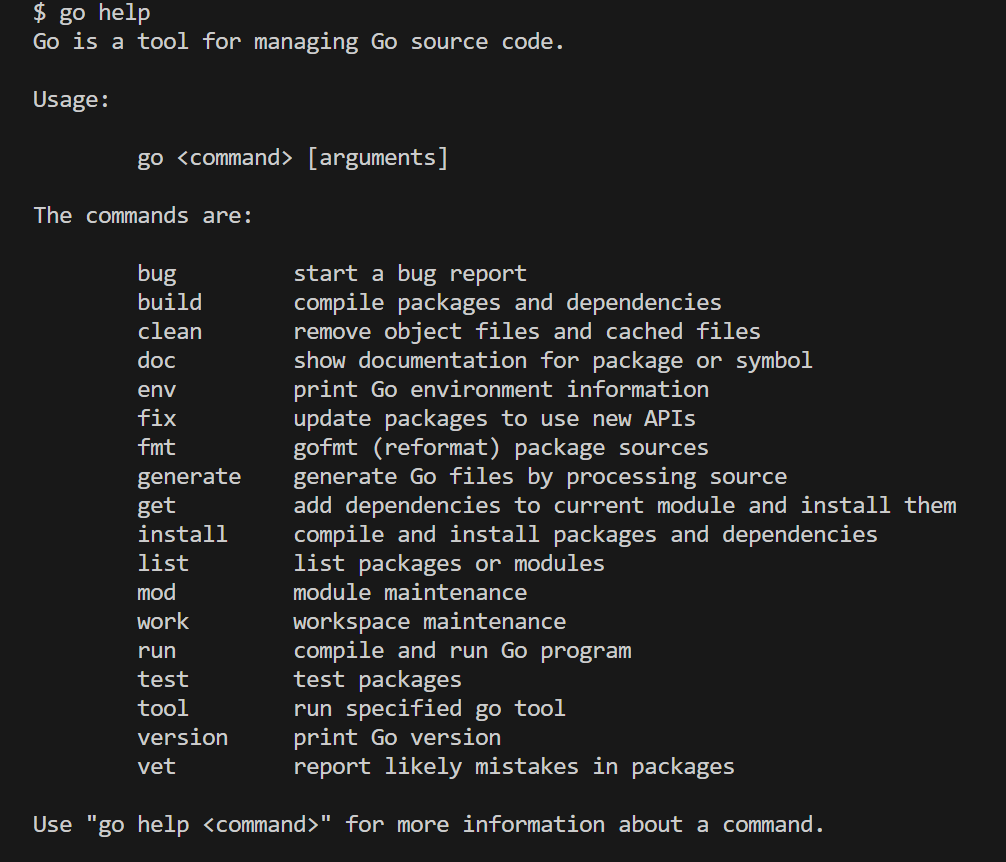 $ go help
Go is a tool for managing Go source code.

Usage:

        go <command> [arguments]

The commands are:

        bug         start a bug report
        build       compile packages and dependencies
        clean       remove object files and cached files
        doc         show documentation for package or symbol
        env         print Go environment information
        fix         update packages to use new APIs
        fmt         gofmt (reformat) package sources
        generate    generate Go files by processing source
        get         add dependencies to current module and install them
        install     compile and install packages and dependencies
        list        list packages or modules
        mod         module maintenance
        work        workspace maintenance
        run         compile and run Go program
        test        test packages
        tool        run specified go tool
        version     print Go version
        vet         report likely mistakes in packages

Use "go help <command>" for more information about a command.